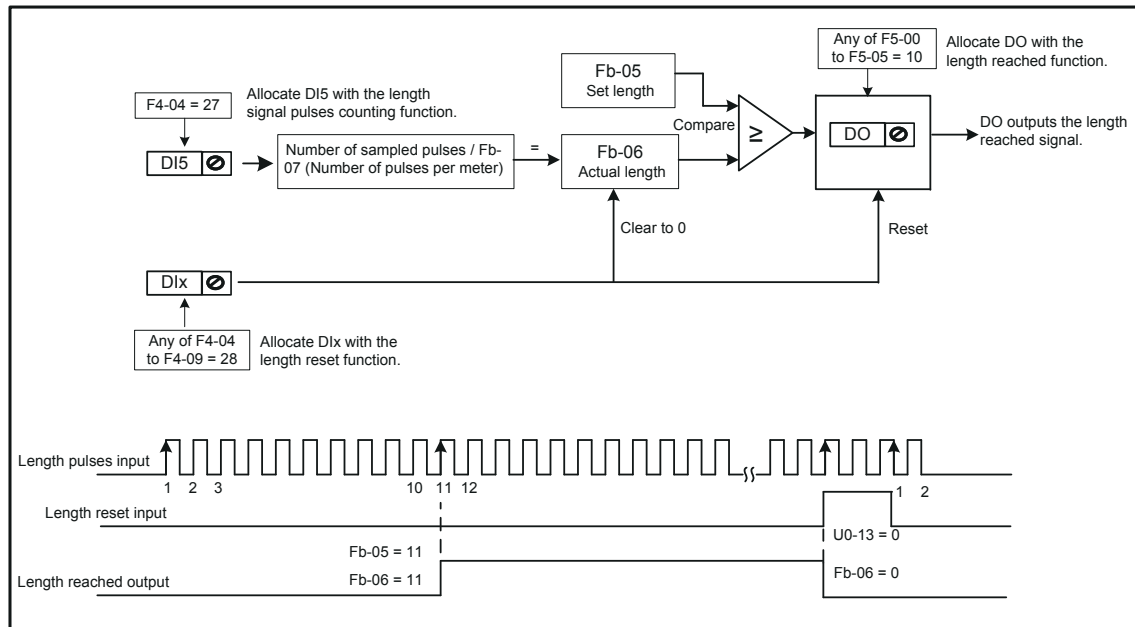 Any of F5-00
to F5-05 = 10
Allocate DO with the
length reached function.
F4-04 = 27
Allocate DI5 with the length
signal pulses counting function.
Fb-05
Set length
Compare
≥
DO
DO outputs the length
reached signal.
DI5
Number of sampled pulses / Fb-
07 (Number of pulses per meter)
=
Fb-06
Actual length
Clear to 0
Reset
DIx
Any of F4-04
to F4-09 = 28
Allocate DIx with the
length reset function.
Length pulses input
1 2 3 10 11 12 1 2
Length reset input
U0-13 = 0
Fb-05 = 11
Fb-06 = 11
Fb-06 = 0
Length reached output